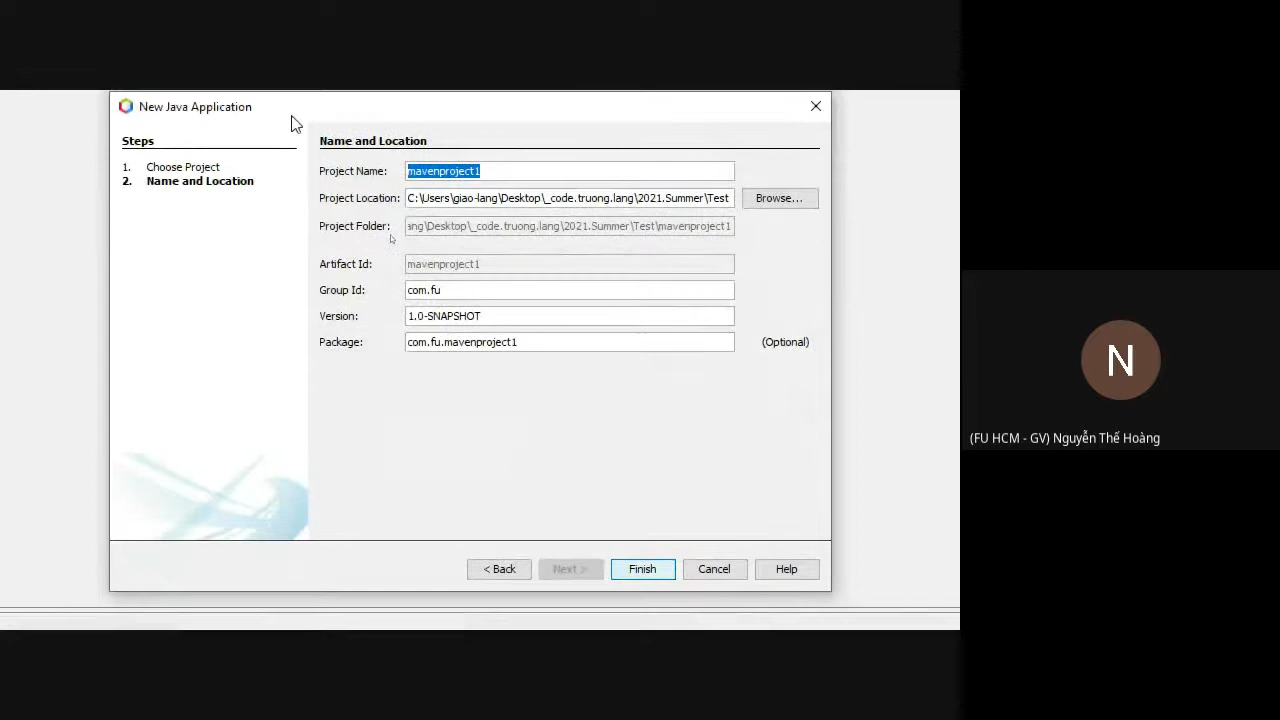 New Java Application
Steps
1. Choose Project
2. Name and Location
Name and Location
Project Name: mavenproject1
Project Location: C:\Users\giao-lang\Desktop\_code.truong.lang\2021.Summer\Test Browse...
Project Folder: ang\Desktop\_code.truong.lang\2021.Summer\Test\mavenproject1
Artifact Id: mavenproject1
Group Id: com.fu
Version: 1.0-SNAPSHOT
Package: com.fu.mavenproject1 (Optional)
< Back Next > Finish Cancel Help
N
(FU HCM - GV) Nguyễn Thế Hoàng